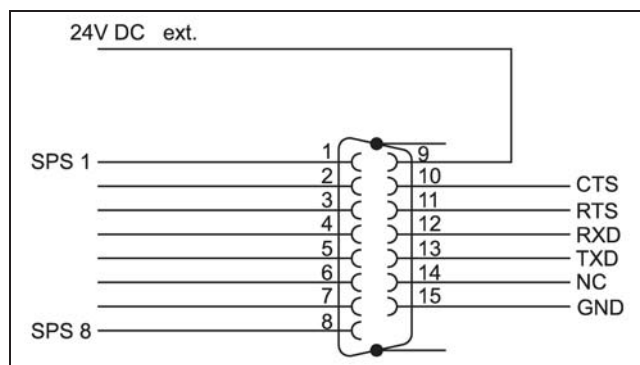 24V DC ext.
SPS 1
1
2
3
4
5
6
7
8
SPS 8
9
10 CTS
11 RTS
12 RXD
13 TXD
14 NC
15 GND